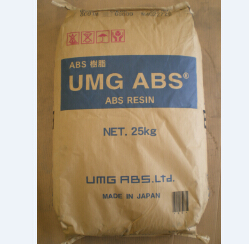 ABS 樹脂
UMG ABS®
ABS RESIN
NET. 25kg
UMG ABS.Ltd.
MADE IN JAPAN